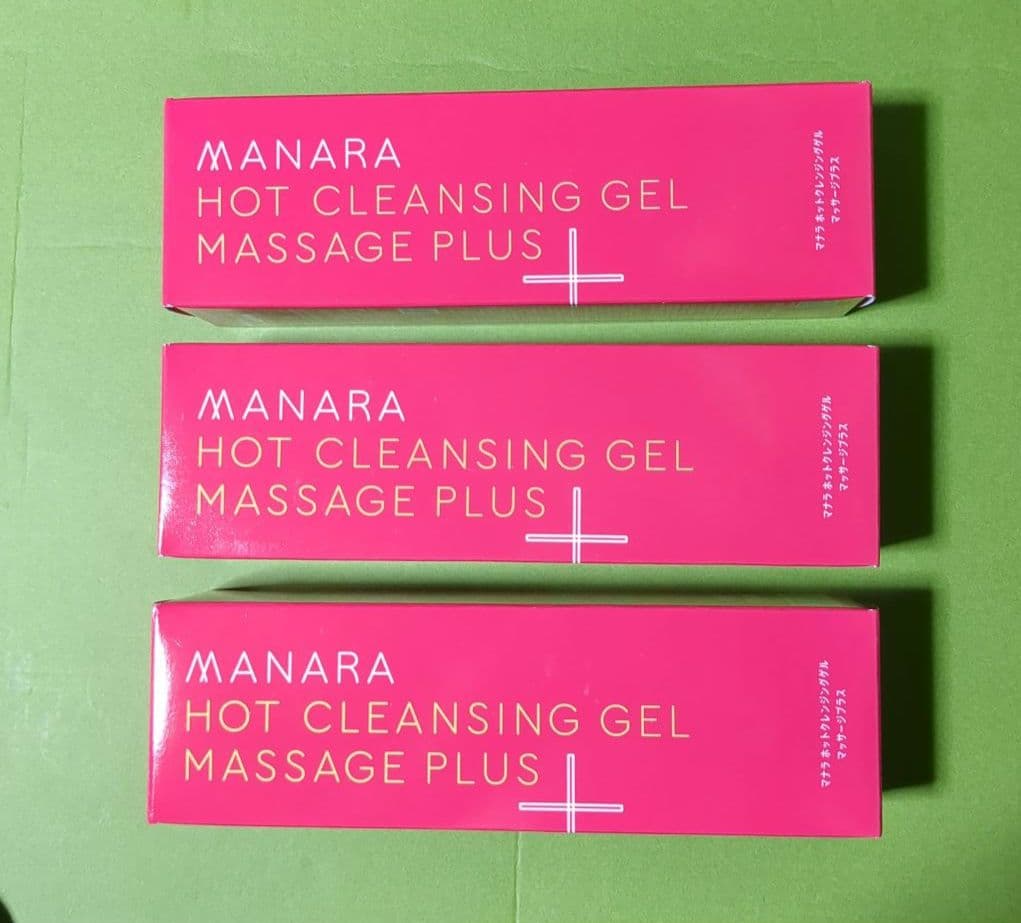 MANARA
HOT CLEANSING GEL
MASSAGE PLUS
マナラ ホットクレンジングゲル
マッサージプラス
MANARA
HOT CLEANSING GEL
MASSAGE PLUS
マナラ ホットクレンジングゲル
マッサージプラス
MANARA
HOT CLEANSING GEL
MASSAGE PLUS
マナラ ホットクレンジングゲル
マッサージプラス